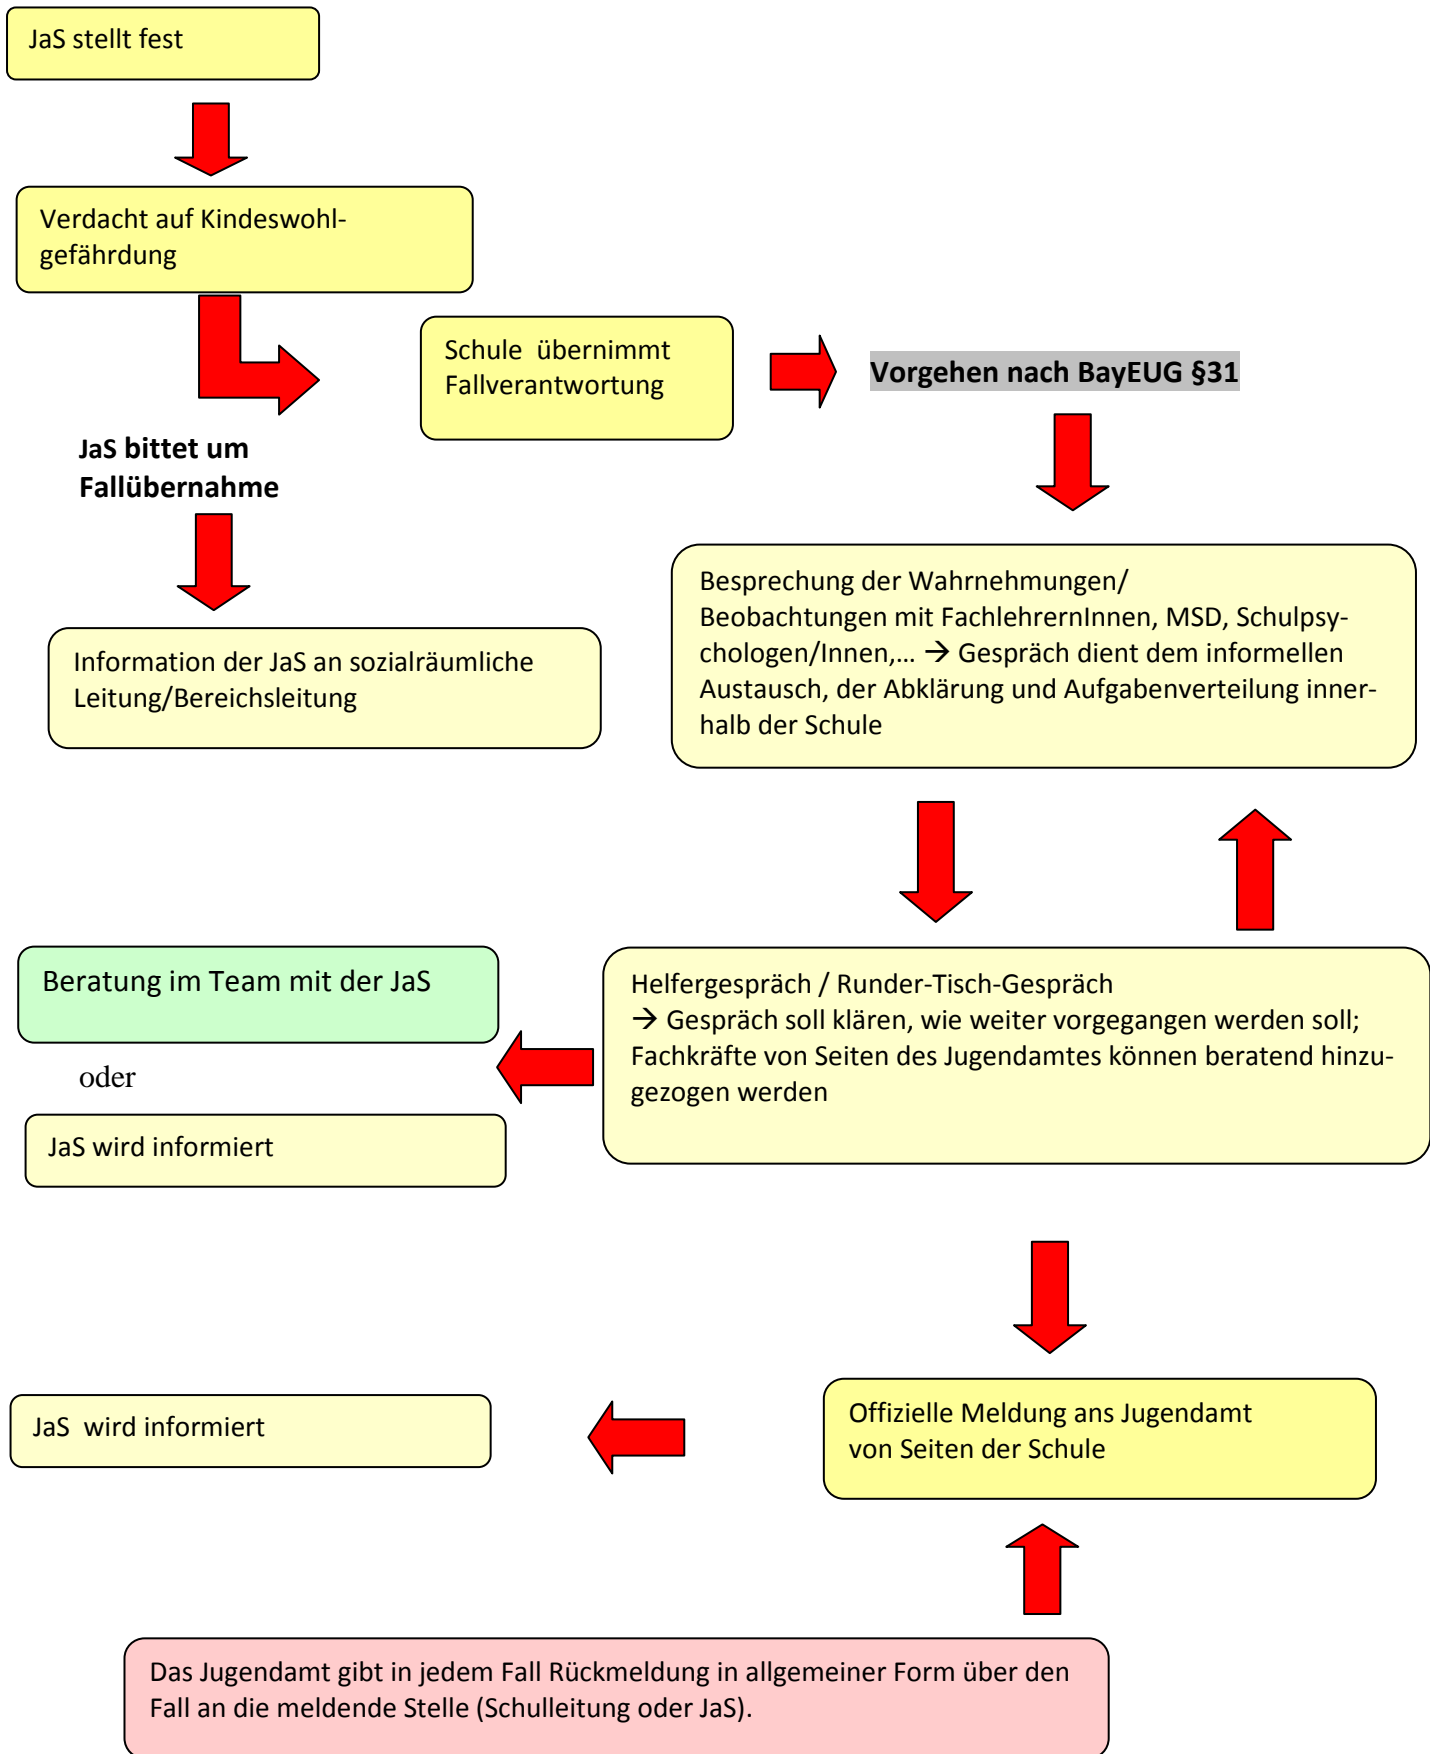 JaS stellt fest
Verdacht auf Kindeswohl-
gefährdung
Schule  übernimmt
Fallverantwortung
Vorgehen nach BayEUG §31
JaS bittet um
Fallübernahme
Besprechung der Wahrnehmungen/
Beobachtungen mit FachlehrernInnen, MSD, Schulpsy-
chologen/Innen,… → Gespräch dient dem informellen
Austausch, der Abklärung und Aufgabenverteilung inner-
halb der Schule
Information der JaS an sozialräumliche
Leitung/Bereichsleitung
Beratung im Team mit der JaS
oder
JaS wird informiert
Helfergespräch / Runder-Tisch-Gespräch
→ Gespräch soll klären, wie weiter vorgegangen werden soll;
Fachkräfte von Seiten des Jugendamtes können beratend hinzu-
gezogen werden
JaS  wird informiert
Offizielle Meldung ans Jugendamt
von Seiten der Schule
Das Jugendamt gibt in jedem Fall Rückmeldung in allgemeiner Form über den
Fall an die meldende Stelle (Schulleitung oder JaS).